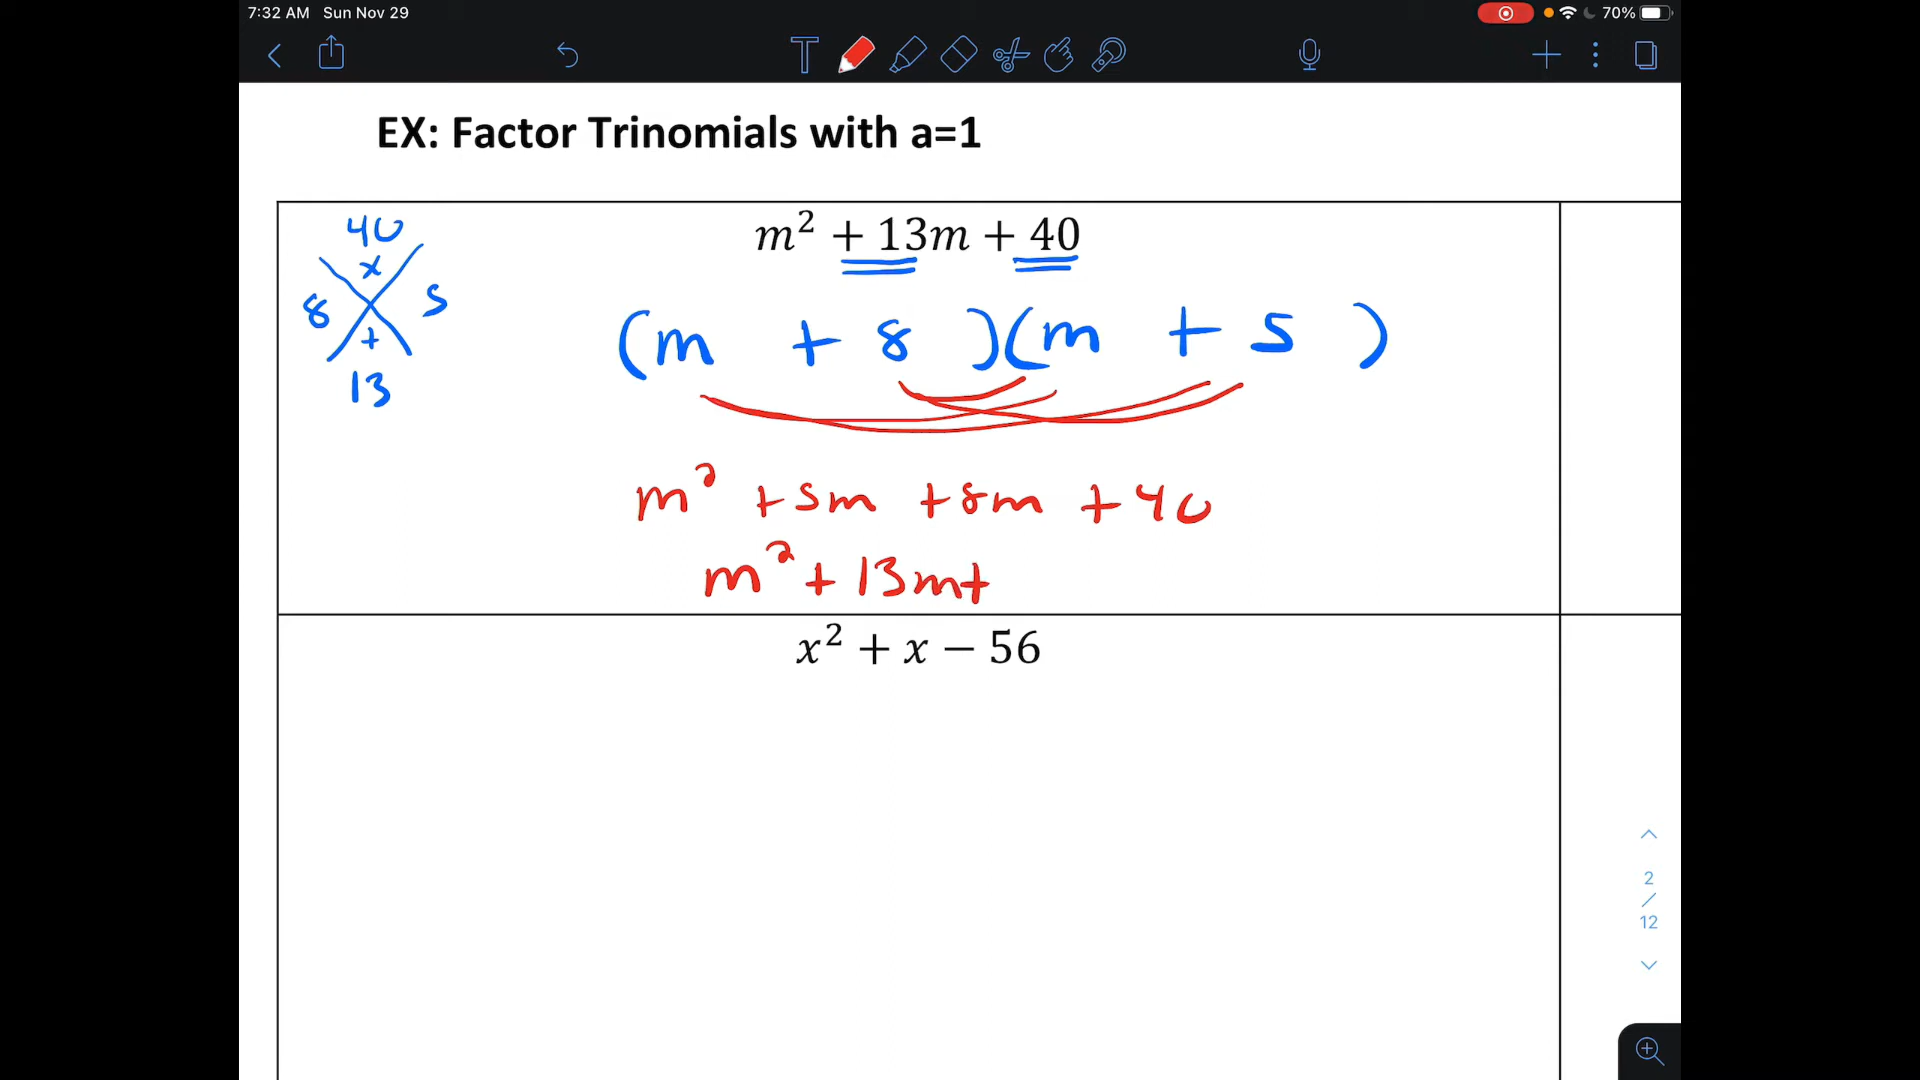 7:32 AM Sun Nov 29 70%
EX: Factor Trinomials with a=1
m² + 13m + 40
40
x
8 5
+
13
(m + 8 )(m + 5 )
m² + 5m + 8m + 40
m² + 13m+
x² + x − 56
2
/
12